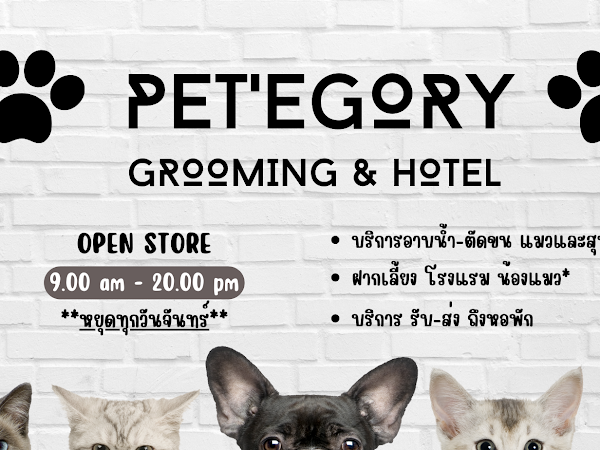 PET'EGORY
GROOMING & HOTEL
OPEN STORE
9.00 am - 20.00 pm
**หยุดทุกวันจันทร์**
• บริการอาบน้ำ-ตัดขน แมวและ
• ฝากเลี้ยง โรงแรม น้องแมว*
• บริการ รับ-ส่ง ถึงหอพัก